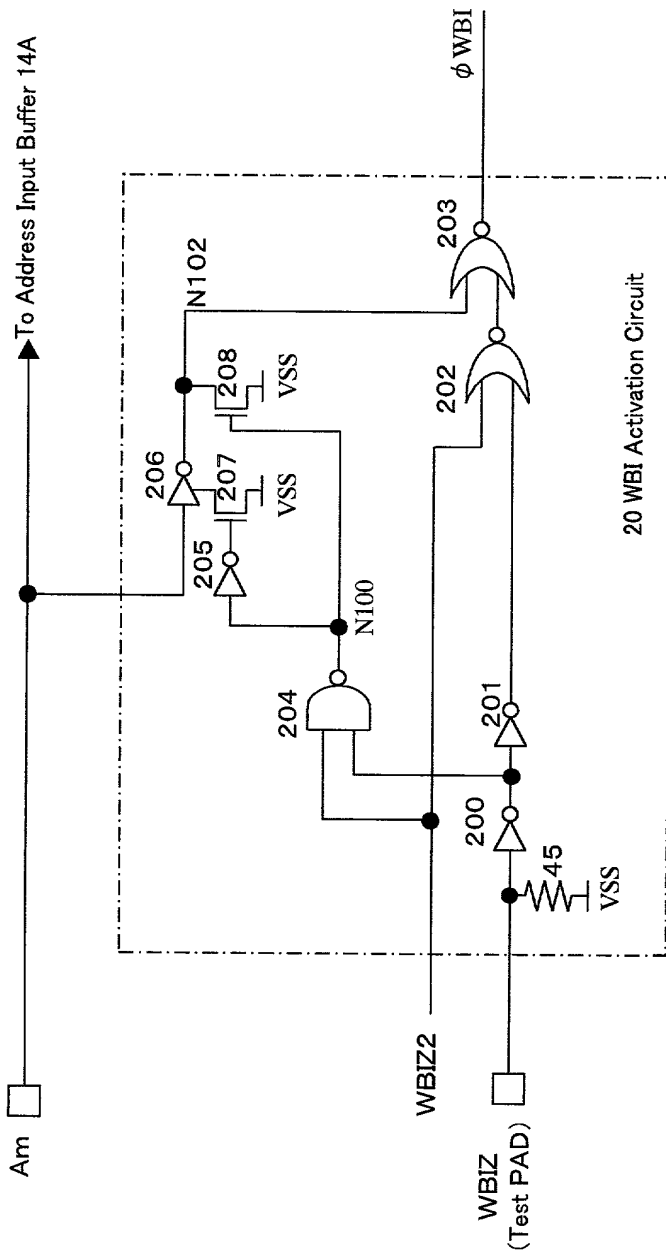 Am
To Address Input Buffer 14A
N102
206
208
VSS
207
VSS
205
N100
204
203
φWBI
202
WBIZ2
201
200
45
VSS
WBIZ
(Test PAD)
20 WBI Activation Circuit